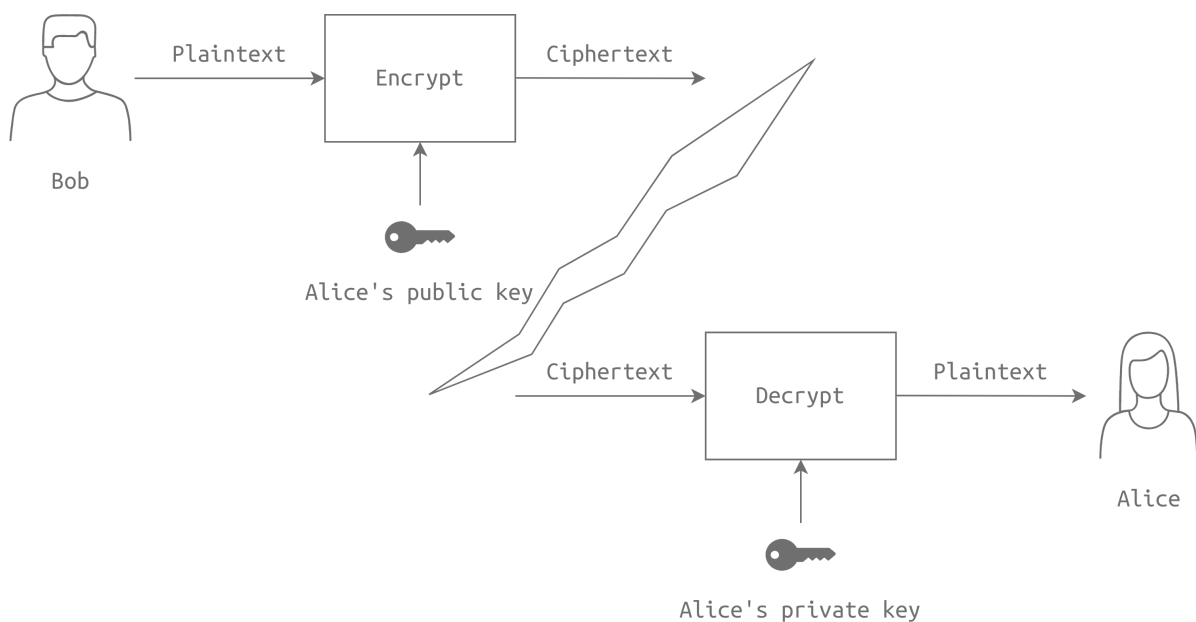 Plaintext
Encrypt
Ciphertext
Bob
Alice's public key
Ciphertext
Decrypt
Plaintext
Alice
Alice's private key